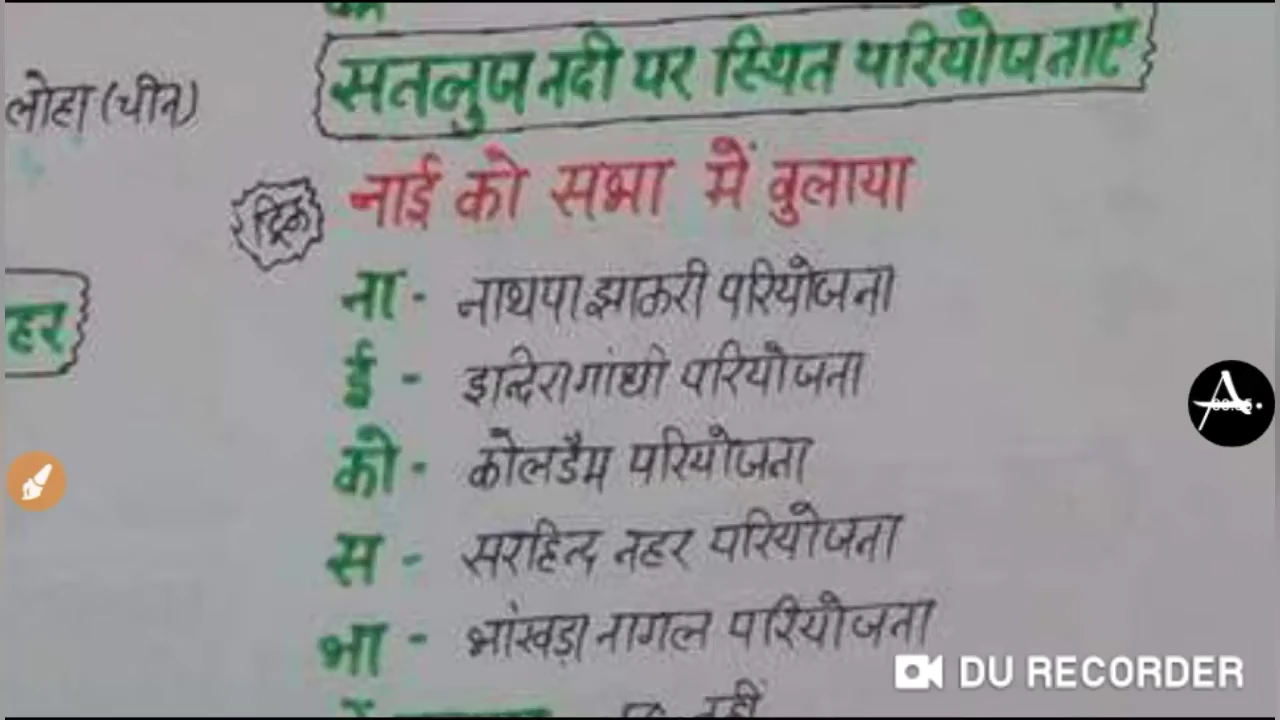 सतलुज नदी पर स्थित परियोजनाएं
लोहा (चीन)
ट्रिक नाई को सभा में बुलाया
ना - नाथपा झाकरी परियोजना
हर
ई - इन्दिरा गांधी परियोजना
को - कोलडैम परियोजना
स - सरहिन्द नहर परियोजना
भा - भांखड़ा नागल परियोजना
नहीं
DU RECORDER